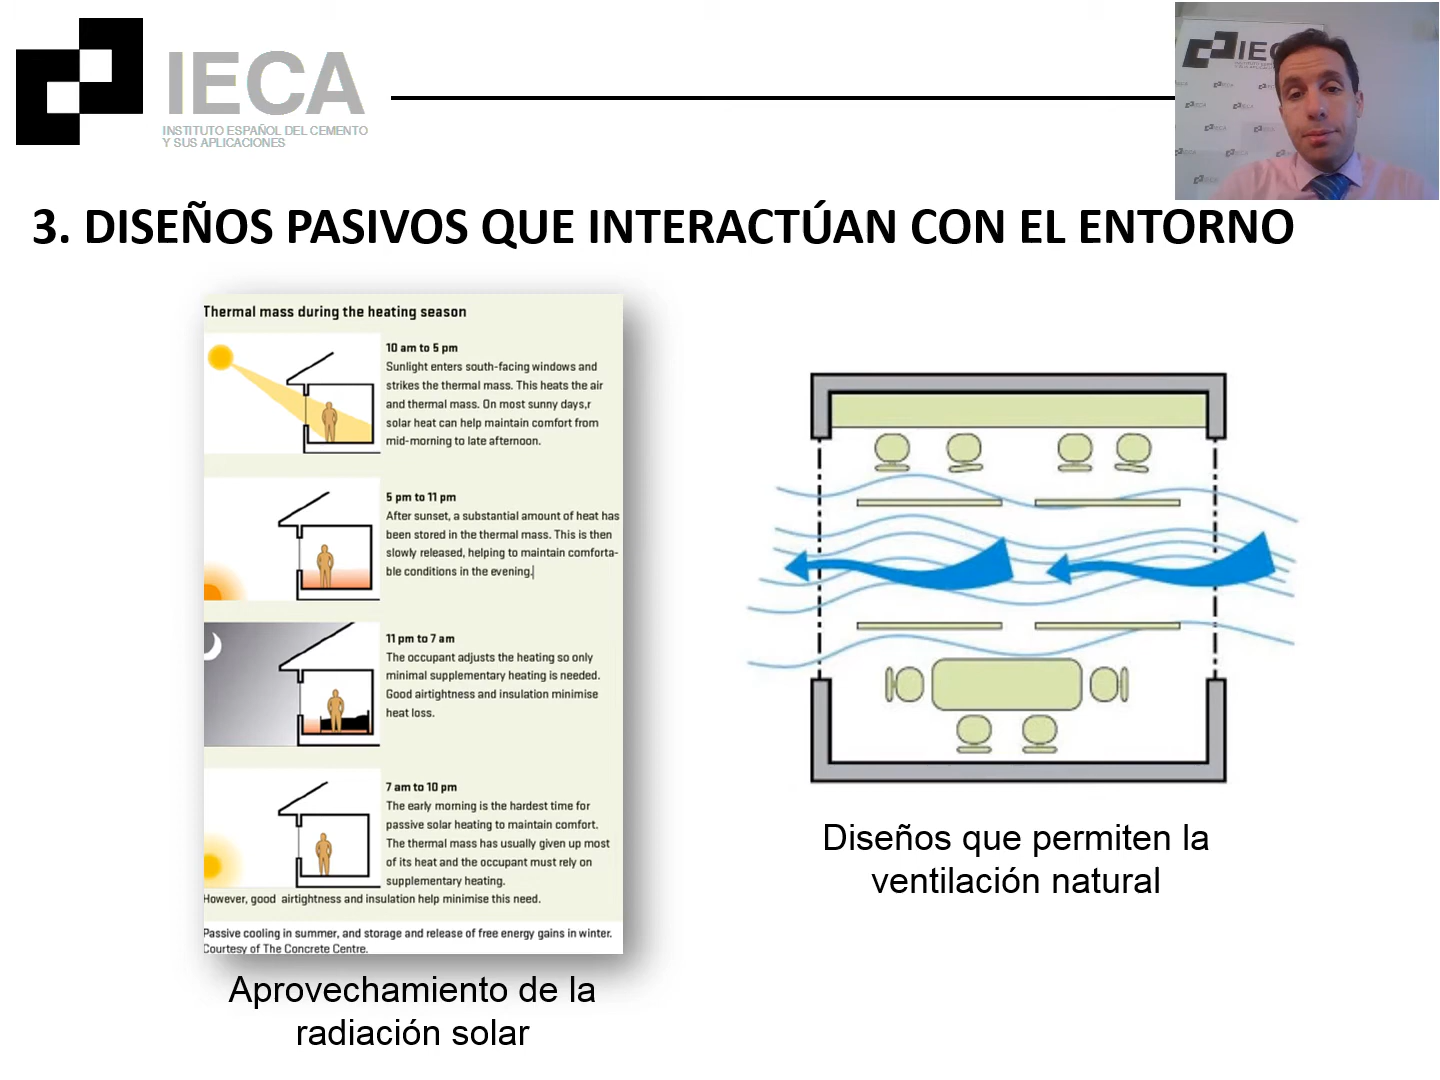 IECA
INSTITUTO ESPAÑOL DEL CEMENTO
Y SUS APLICACIONES
3. DISEÑOS PASIVOS QUE INTERACTÚAN CON EL ENTORNO
Thermal mass during the heating season
10 am to 5 pm
Sunlight enters south-facing windows and
strikes the thermal mass. This heats the air
and thermal mass. On most sunny days,r
solar heat can help maintain comfort from
mid-morning to late afternoon.
5 pm to 11 pm
After sunset, a substantial amount of heat has
been stored in the thermal mass. This is then
slowly released, helping to maintain comforta-
ble conditions in the evening.
11 pm to 7 am
The occupant adjusts the heating so only
minimal supplementary heating is needed.
Good airtightness and insulation minimise
heat loss.
7 am to 10 pm
The early morning is the hardest time for
passive solar heating to maintain comfort.
The thermal mass has usually given up most
of its heat and the occupant must rely on
supplementary heating.
However, good airtightness and insulation help minimise this need.
Passive cooling in summer, and storage and release of free energy gains in winter.
Courtesy of The Concrete Centre.
Aprovechamiento de la
radiación solar
Diseños que permiten la
ventilación natural